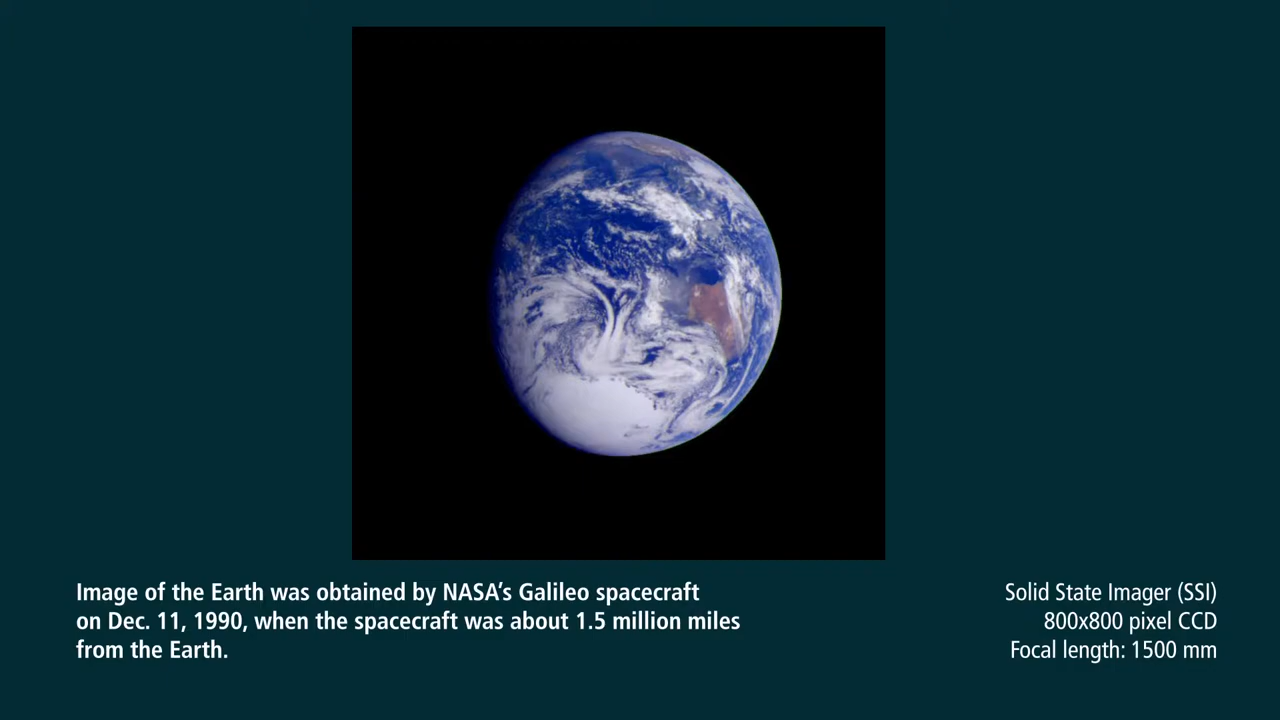 Image of the Earth was obtained by NASA's Galileo spacecraft
on Dec. 11, 1990, when the spacecraft was about 1.5 million miles
from the Earth.
Solid State Imager (SSI)
800x800 pixel CCD
Focal length: 1500 mm